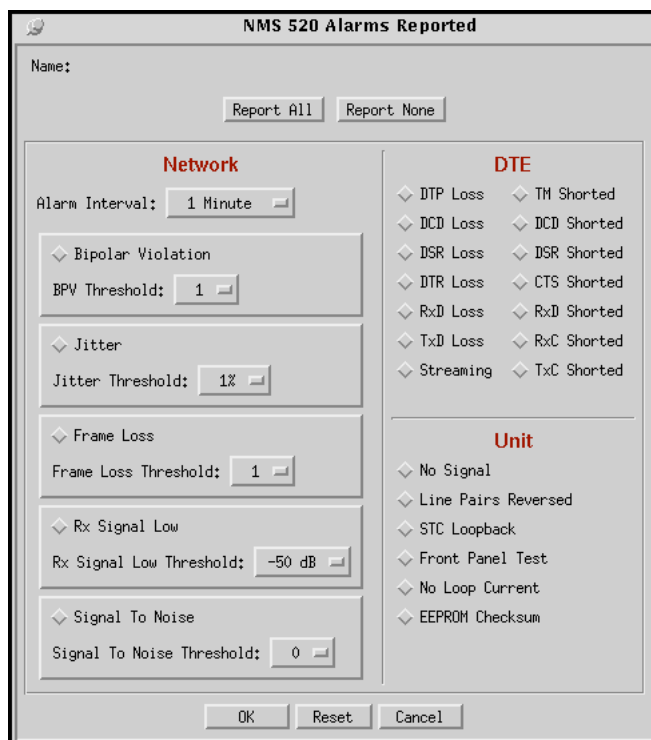 NMS 520 Alarms Reported
Name:
Report All Report None
Network
Alarm Interval: 1 Minute
Bipolar Violation
BPV Threshold: 1
Jitter
Jitter Threshold: 1%
Frame Loss
Frame Loss Threshold: 1
Rx Signal Low
Rx Signal Low Threshold: -50 dB
Signal To Noise
Signal To Noise Threshold: 0
DTE
DTP Loss TM Shorted
DCD Loss DCD Shorted
DSR Loss DSR Shorted
DTR Loss CTS Shorted
RxD Loss RxD Shorted
TxD Loss RxC Shorted
Streaming TxC Shorted
Unit
No Signal
Line Pairs Reversed
STC Loopback
Front Panel Test
No Loop Current
EEPROM Checksum
OK Reset Cancel